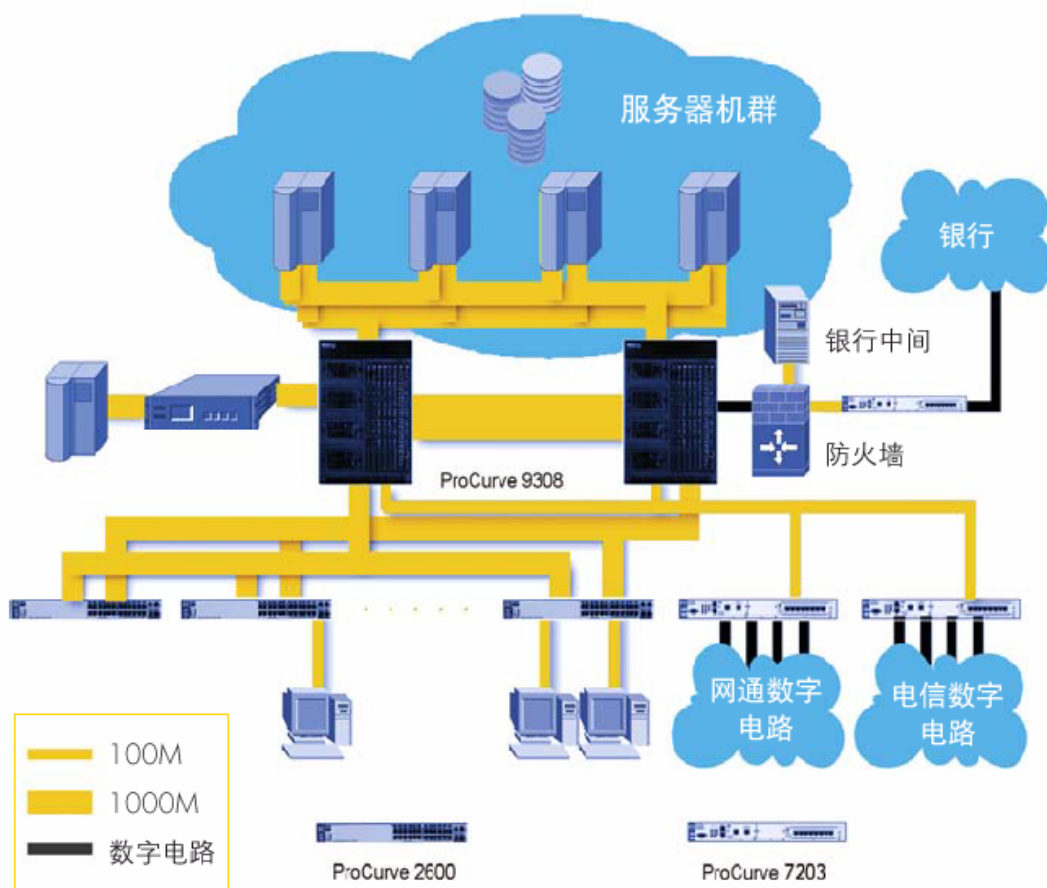 服务器机群
银行
银行中间
防火墙
ProCurve 9308
网通数字
电路
电信数字
电路
100M
1000M
数字电路
ProCurve 2600
ProCurve 7203